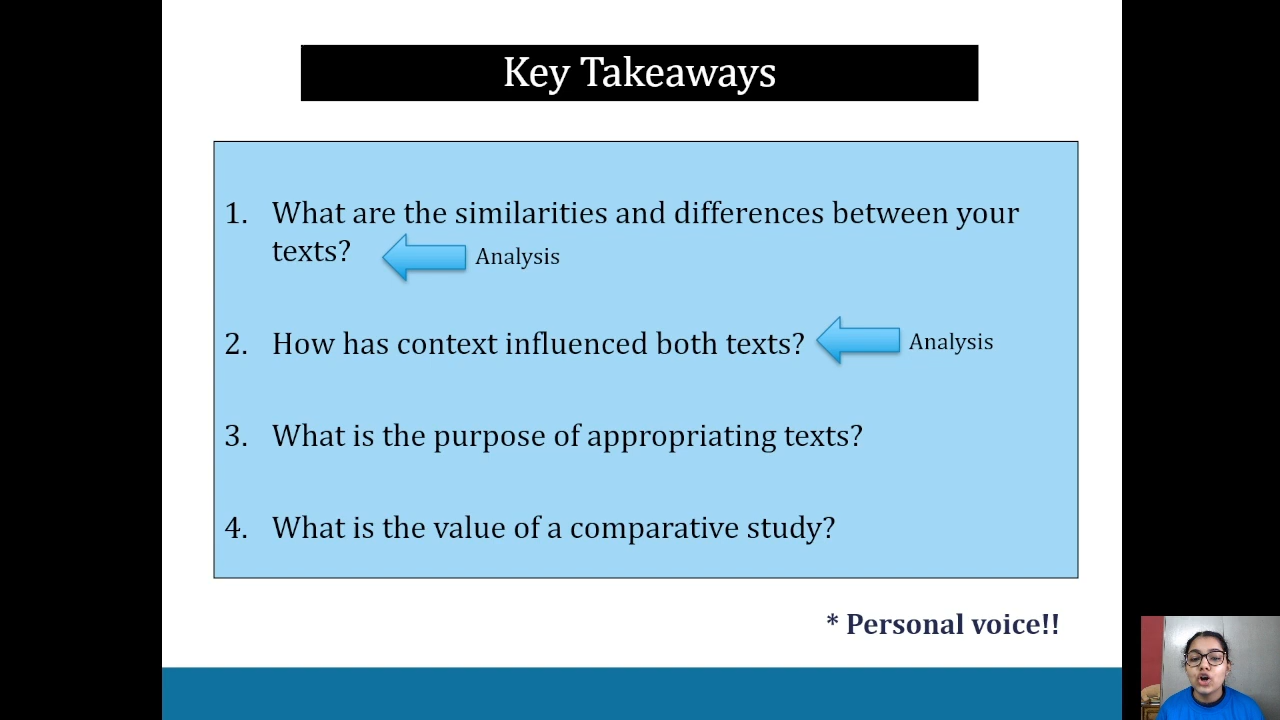 Key Takeaways
1. What are the similarities and differences between your
texts?
Analysis
2. How has context influenced both texts?
Analysis
3. What is the purpose of appropriating texts?
4. What is the value of a comparative study?
* Personal voice!!